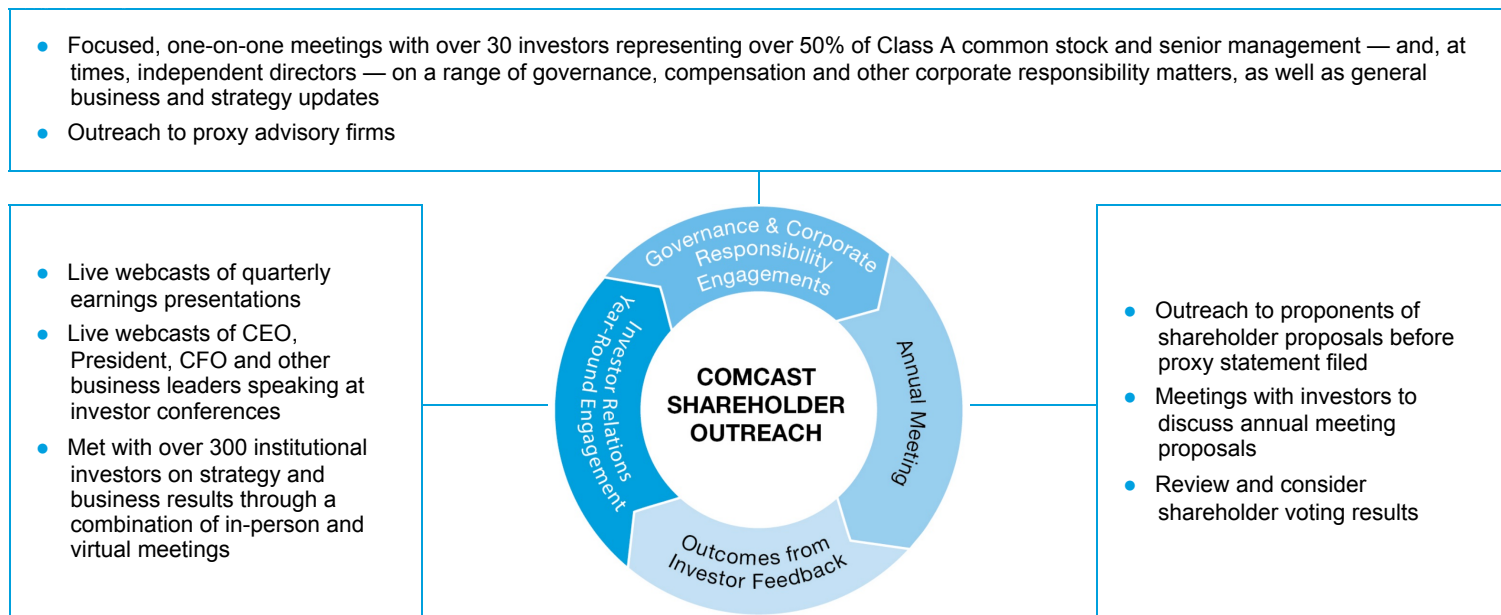 ● Focused, one-on-one meetings with over 30 investors representing over 50% of Class A common stock and senior management — and, at
times, independent directors — on a range of governance, compensation and other corporate responsibility matters, as well as general
business and strategy updates
● Outreach to proxy advisory firms
● Live webcasts of quarterly
earnings presentations
● Live webcasts of CEO,
President, CFO and other
business leaders speaking at
investor conferences
● Met with over 300 institutional
investors on strategy and
business results through a
combination of in-person and
virtual meetings
Governance & Corporate
Responsibility
Engagements
Investor Relations
Year-Round Engagement
COMCAST
SHAREHOLDER
OUTREACH
Annual Meeting
Outcomes from
Investor Feedback
● Outreach to proponents of
shareholder proposals before
proxy statement filed
● Meetings with investors to
discuss annual meeting
proposals
● Review and consider
shareholder voting results